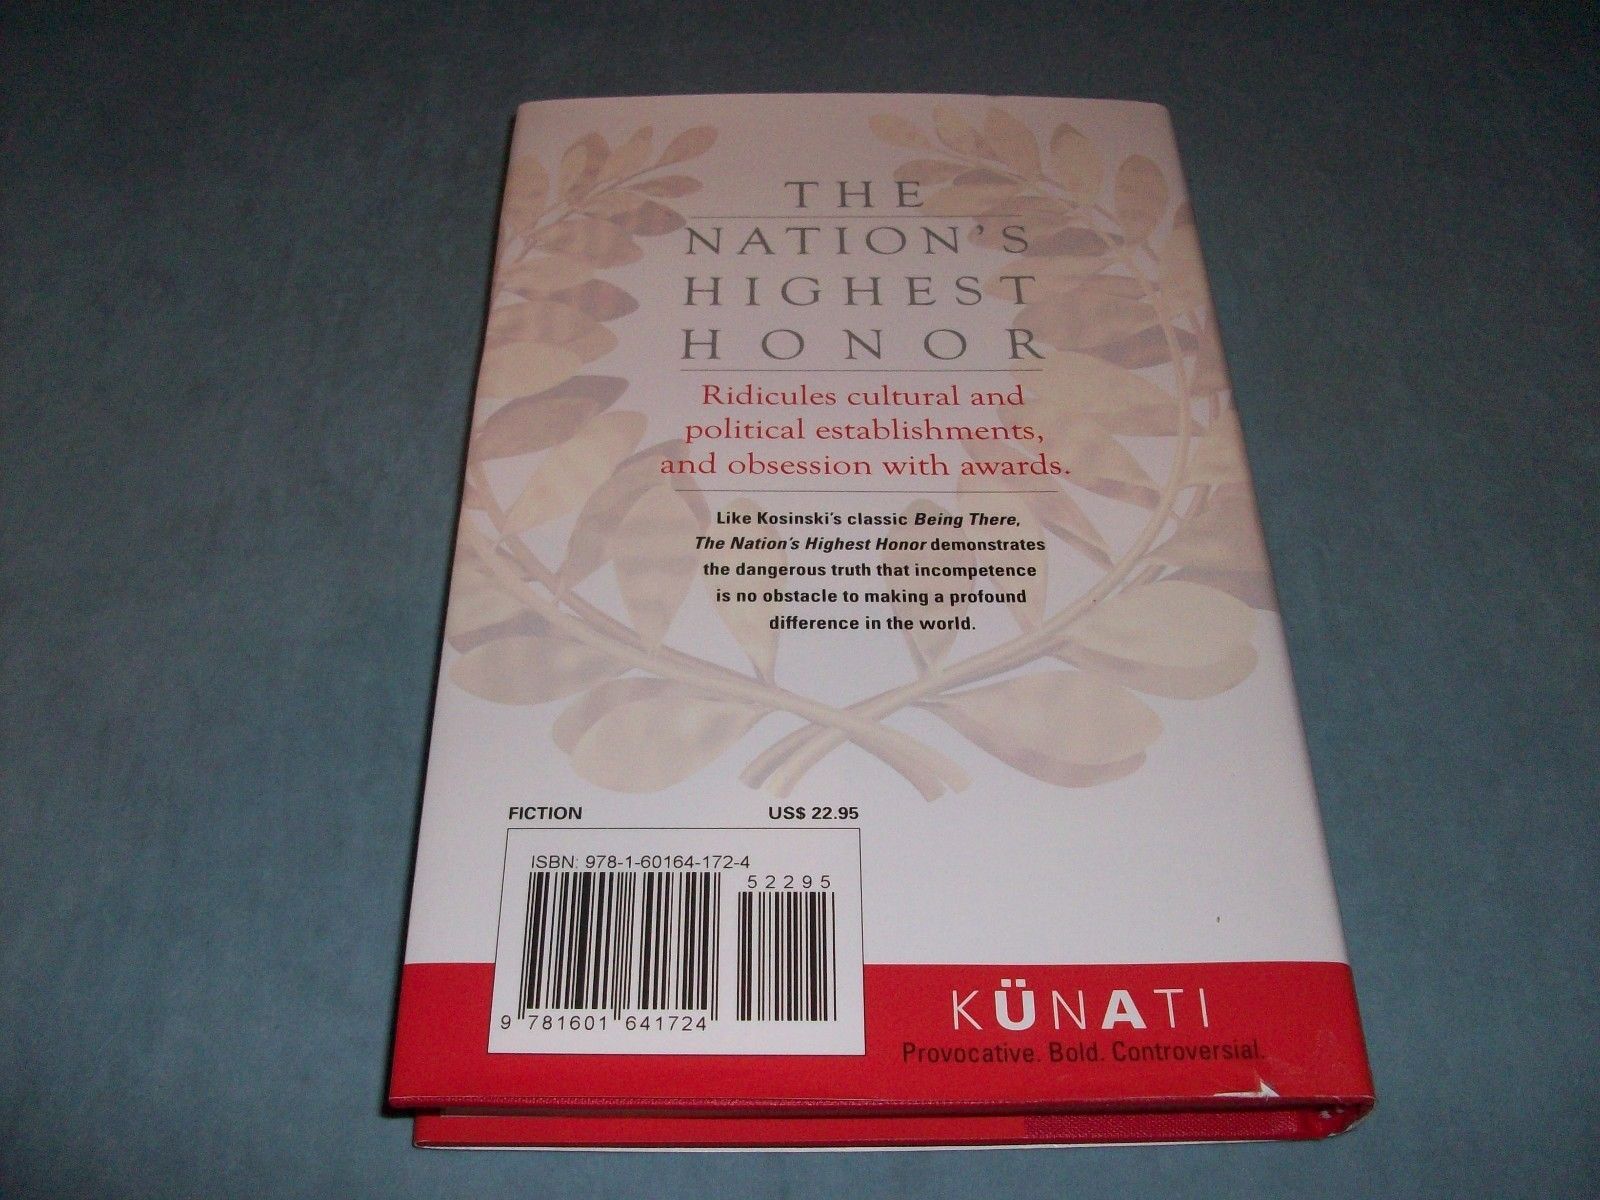 THE
NATION'S
HIGHEST
HONOR
Ridicules cultural and
political establishments,
and obsession with awards.
Like Kosinski's classic Being There,
The Nation's Highest Honor demonstrates
the dangerous truth that incompetence
is no obstacle to making a profound
difference in the world.
FICTION US$ 22.95
ISBN: 978-1-60164-172-4
52295
9 781601 641724
KÜNATI
Provocative. Bold. Controversial.